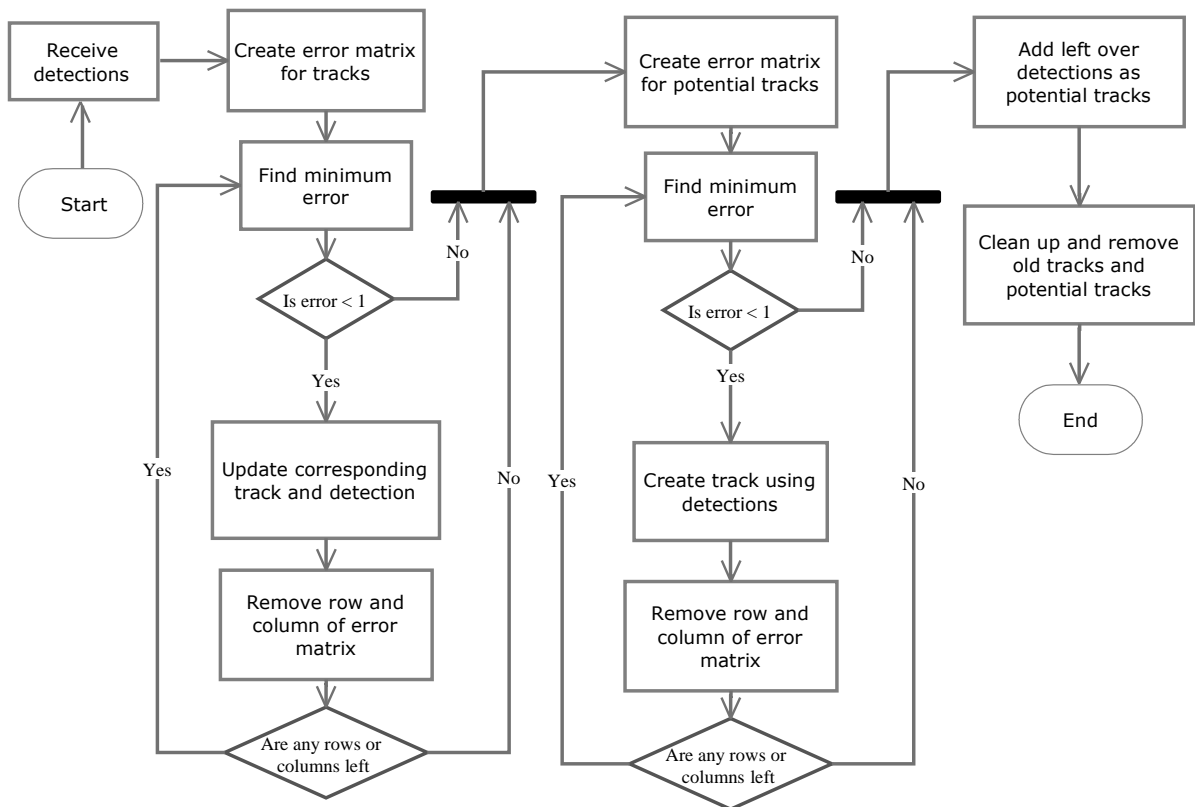 Receive
detections
Start
Create error matrix
for tracks
Find minimum
error
Is error < 1
No
Yes
Update corresponding
track and detection
Yes
No
Remove row and
column of error
matrix
Are any rows or
columns left
Create error matrix
for potential tracks
Find minimum
error
Is error < 1
No
Yes
Create track using
detections
Yes
No
Remove row and
column of error
matrix
Are any rows or
columns left
Add left over
detections as
potential tracks
Clean up and remove
old tracks and
potential tracks
End